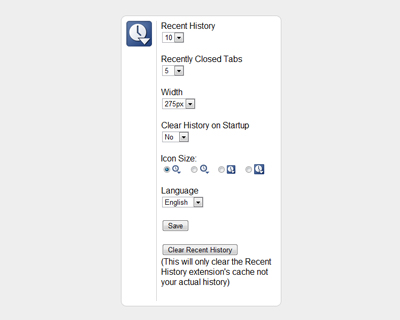 Recent History
10
Recently Closed Tabs
5
Width
275px
Clear History on Startup
No
Icon Size:
Language
English
Save
Clear Recent History
(This will only clear the Recent
History extension's cache not
your actual history)